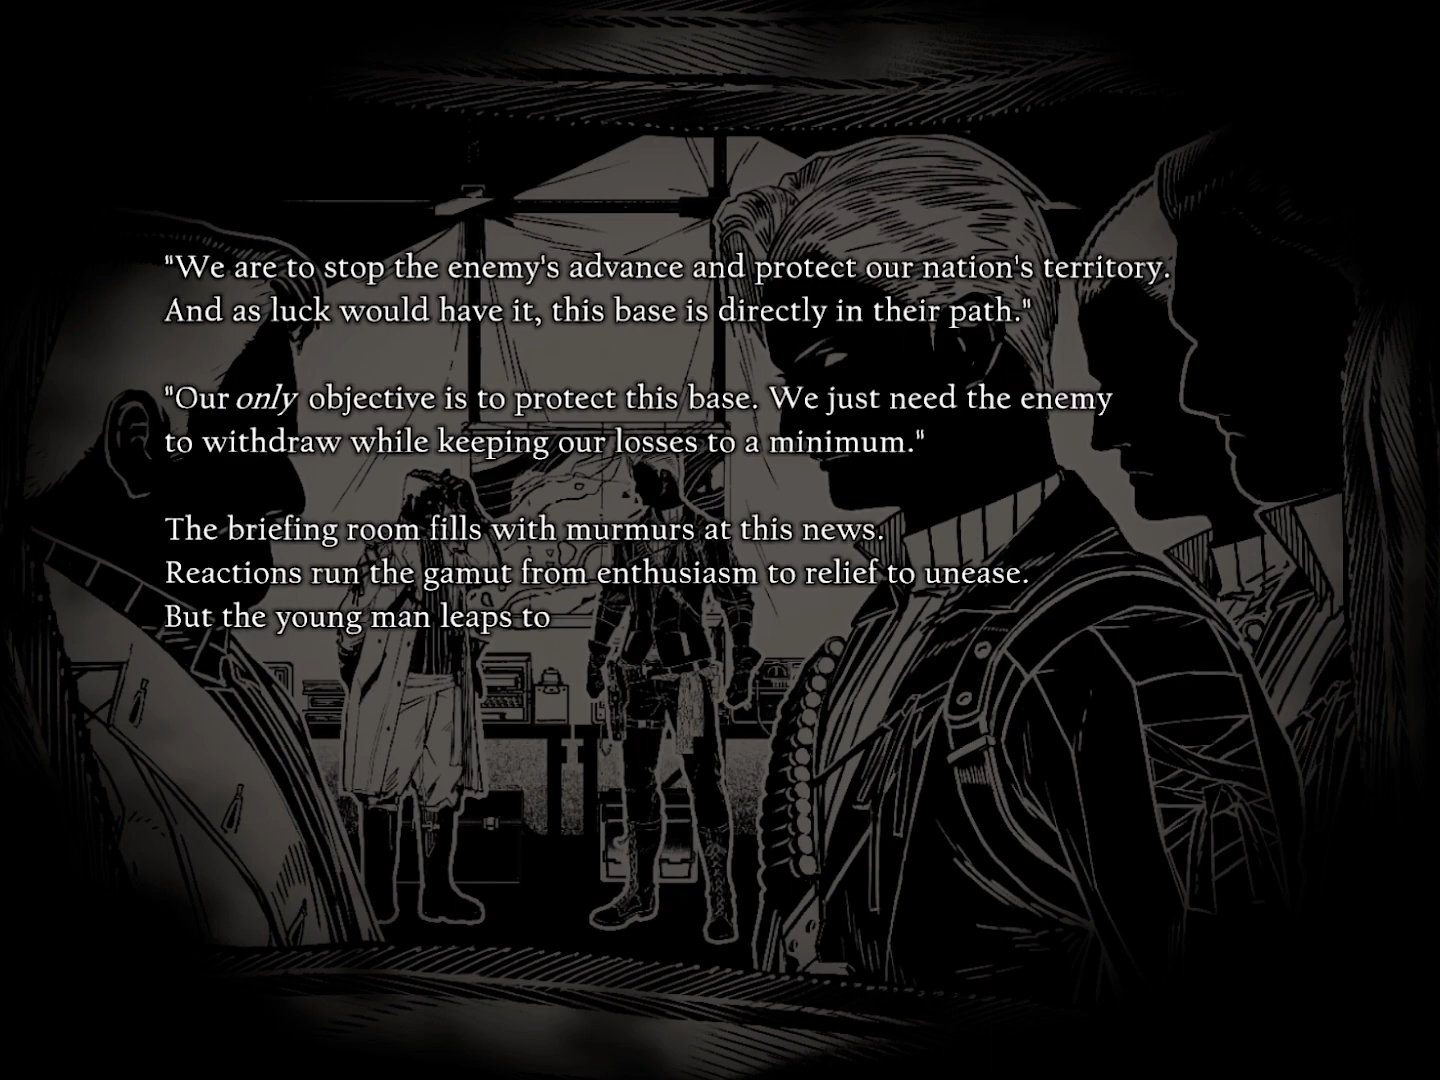 "We are to stop the enemy's advance and protect our nation's territory.
And as luck would have it, this base is directly in their path."
"Our only objective is to protect this base. We just need the enemy
to withdraw while keeping our losses to a minimum."
The briefing room fills with murmurs at this news.
Reactions run the gamut from enthusiasm to relief to unease.
But the young man leaps to